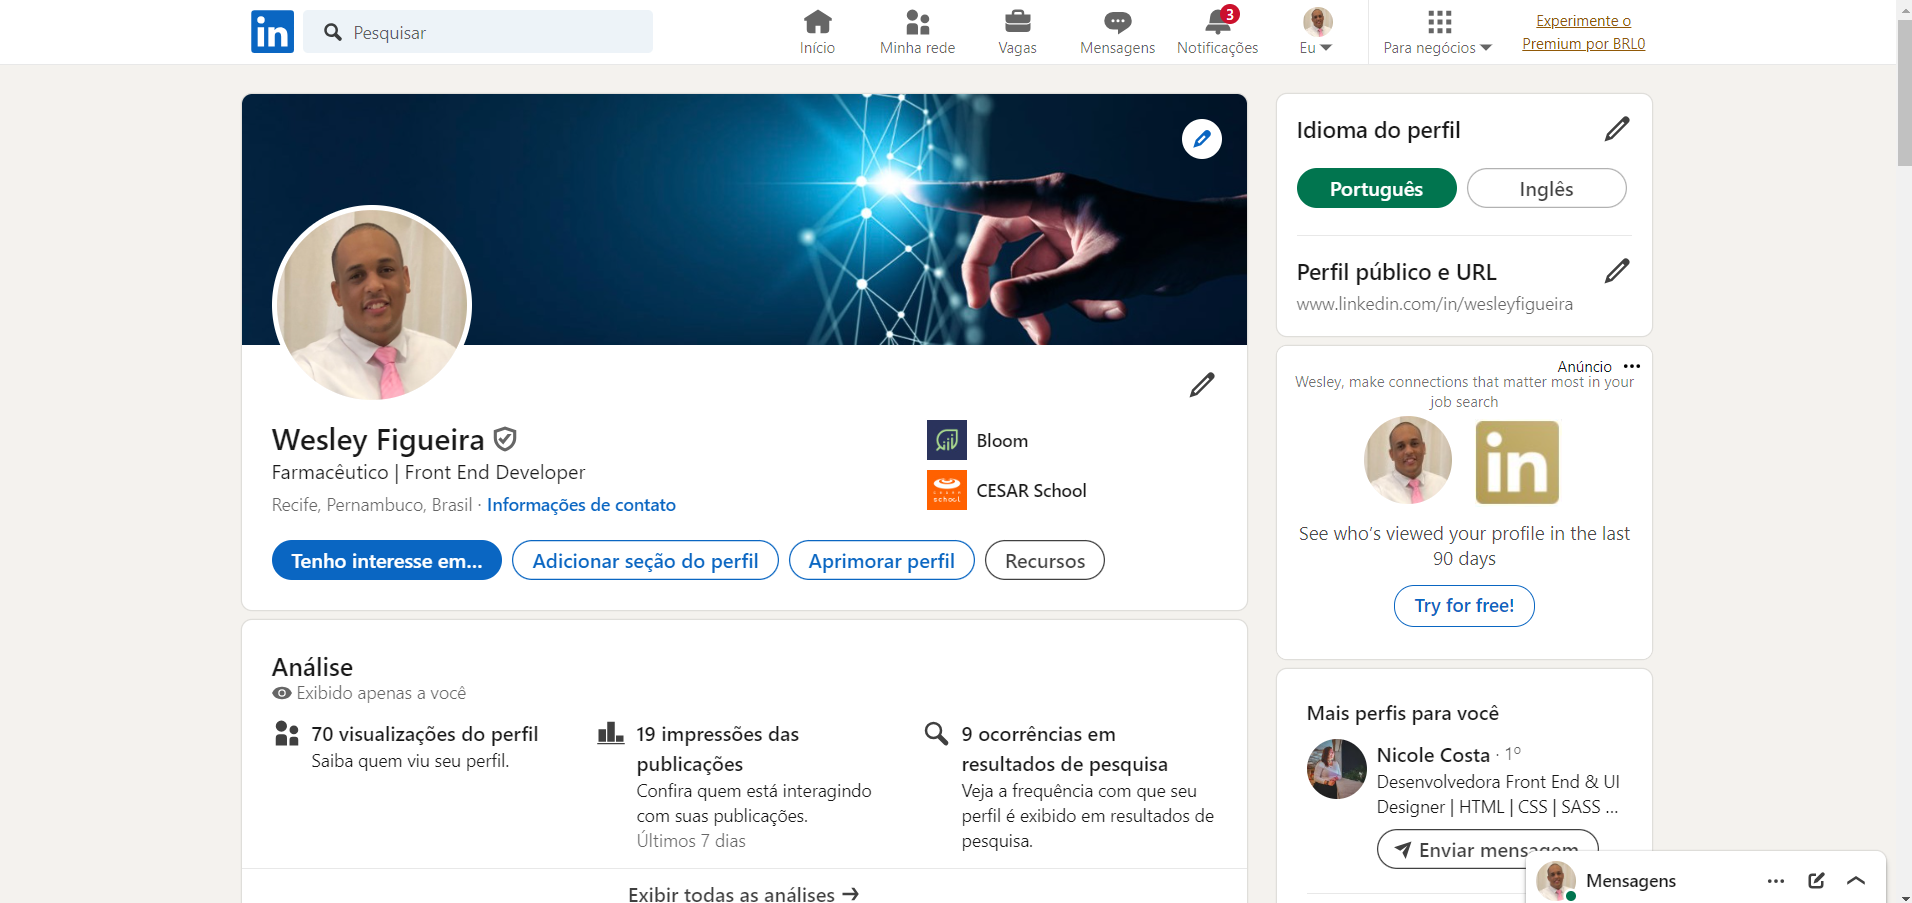 in
Pesquisar
Início
Minha rede
Vagas
Mensagens
3
Notificações
Eu
Para negócios
Experimente o
Premium por BRL0
Wesley Figueira
Farmacêutico | Front End Developer
Recife, Pernambuco, Brasil · Informações de contato
Bloom
CESAR School
Tenho interesse em...
Adicionar seção do perfil
Aprimorar perfil
Recursos
Análise
Exibido apenas a você
70 visualizações do perfil
Saiba quem viu seu perfil.
19 impressões das
publicações
Confira quem está interagindo
com suas publicações.
Últimos 7 dias
9 ocorrências em
resultados de pesquisa
Veja a frequência com que seu
perfil é exibido em resultados de
pesquisa.
Exibir todas as análises →
Idioma do perfil
Português
Inglês
Perfil público e URL
www.linkedin.com/in/wesleyfigueira
Anúncio
Wesley, make connections that matter most in your
job search
in
See who's viewed your profile in the last
90 days
Try for free!
Mais perfis para você
Nicole Costa · 1º
Desenvolvedora Front End & UI
Designer | HTML | CSS | SASS ...
Enviar mensagem
Mensagens